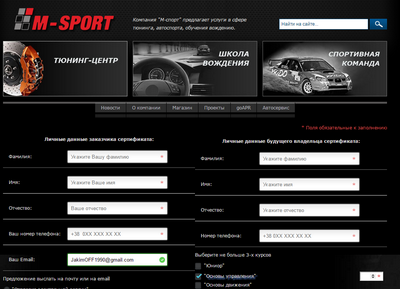 M-SPORT
Компания "М-спорт" предлагает услуги в сфере
тюнинга, автоспорта, обучения вождению.
Найти на сайте...
ТЮНИНГ-ЦЕНТР
ШКОЛА
ВОЖДЕНИЯ
СПОРТИВНАЯ
КОМАНДА
Новости
О компании
Магазин
Проекты
Автосервис
* Поля обязательные к заполнению
Личные данные заказчика сертификата:
Личные данные будущего владельца сертификата:
Фамилия:
Укажите Вашу фамилию
*
Фамилия:
Укажите фамилию
*
Имя:
Укажите Ваше имя
*
Имя:
Укажите имя
*
Отчество:
Ваше отчество
*
Отчество:
Укажите отчество
*
Ваш номер телефона:
+38 0XX XXX XX XX
*
Номер телефона:
+38 0XX XXX XX XX
*
Ваш Email:
JakimOFF1990@gmail.com
Выберите не больше 3-х курсов
"Юниор"
"Основы управления"
0
"Основы движения"
Предложение выслать на почту или на email